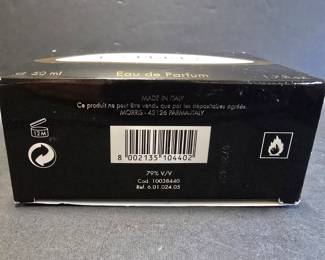 ℮ 50 ml Eau de Parfum 1.7 fl. oz.
MADE IN ITALY
Ce produit ne peut être vendu que par les dépositaires agréés.
MORRIS - 43126 PARMA-ITALY
12M
8 002135 104402
79% V/V
Cod. 10038440
Ref. 6.01.024.05